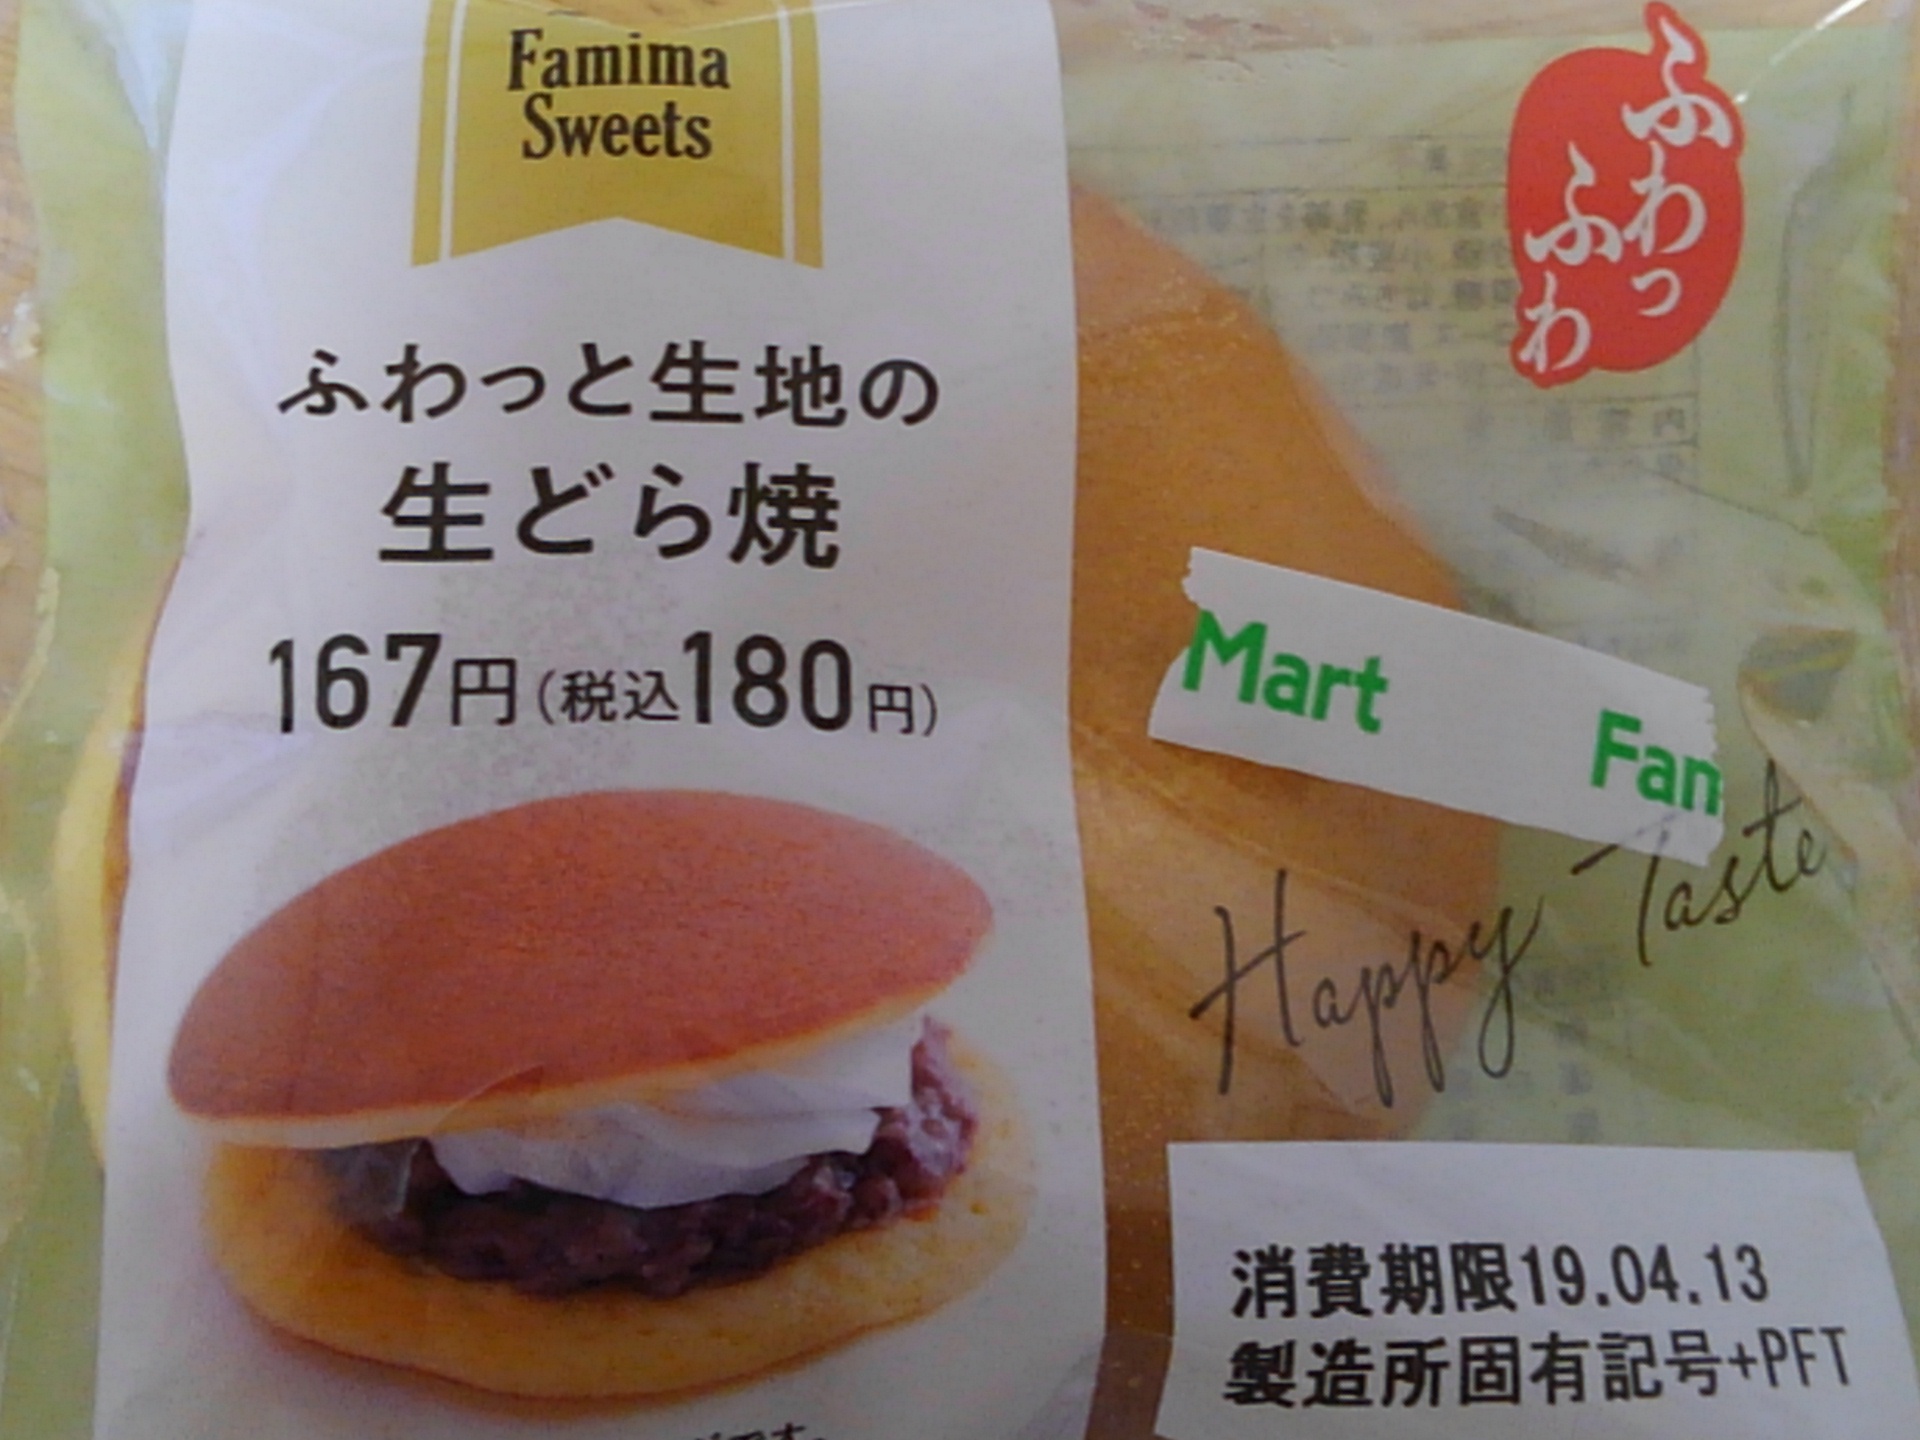 Famima
Sweets
ふわっと生地の
生どら焼
167円(税込180円)
ふわっ
ふわ
Mart Fam
Happy Taste
消費期限19.04.13
製造所固有記号+PFT
です。